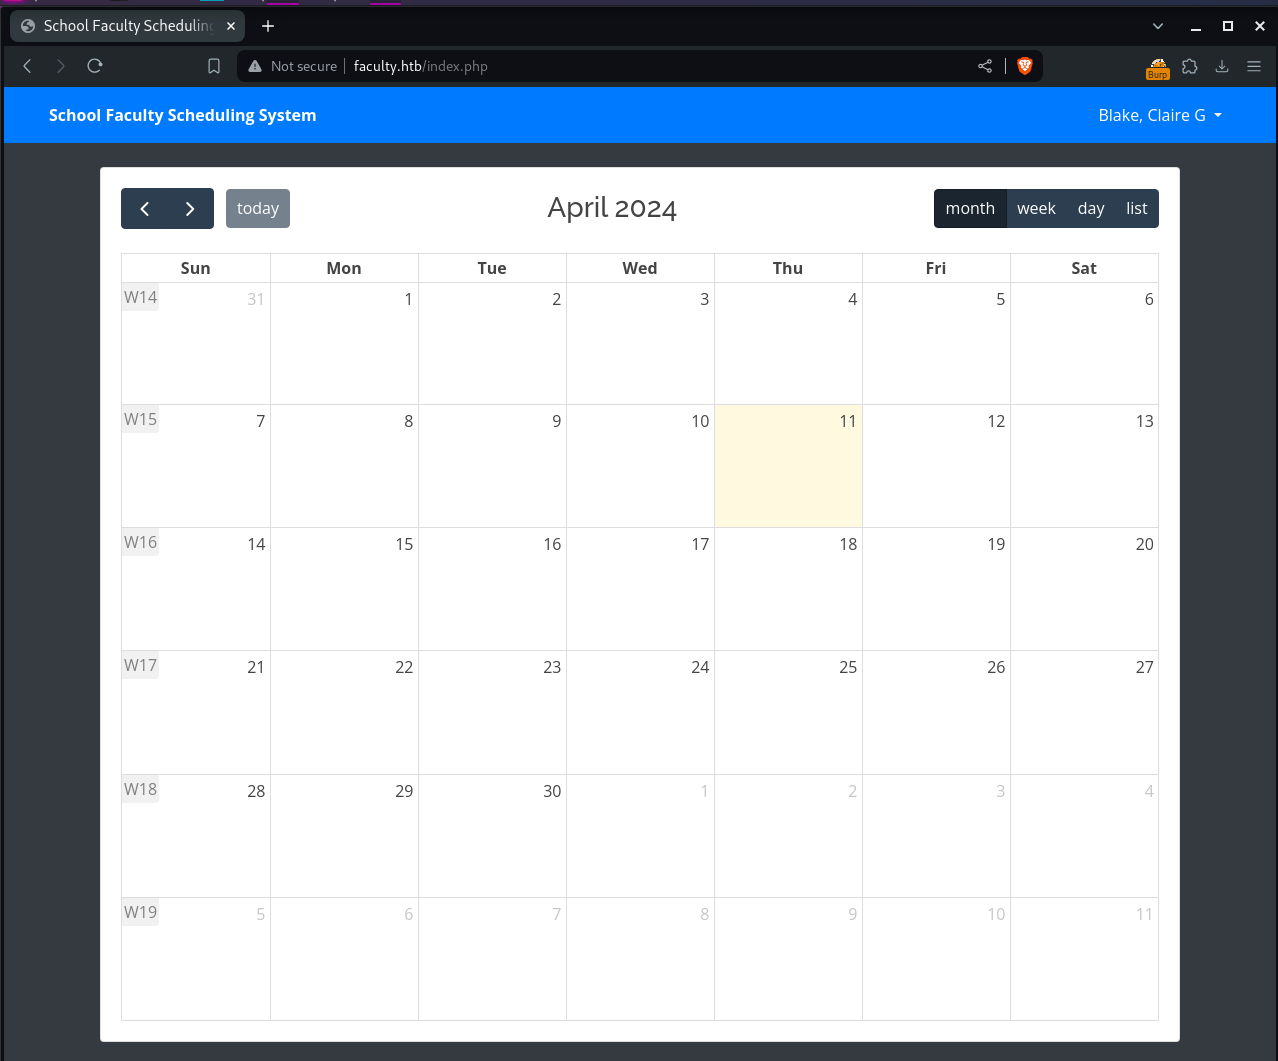 School Faculty Scheduling
Not secure faculty.htb/index.php
Burp
School Faculty Scheduling System Blake, Claire G
today April 2024 month week day list
Sun Mon Tue Wed Thu Fri Sat
W14 31 1 2 3 4 5 6
W15 7 8 9 10 11 12 13
W16 14 15 16 17 18 19 20
W17 21 22 23 24 25 26 27
W18 28 29 30 1 2 3 4
W19 5 6 7 8 9 10 11